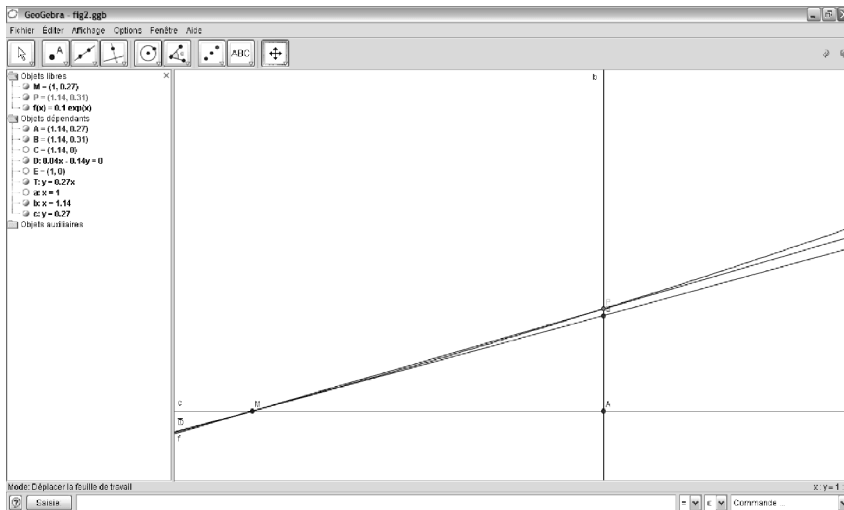 GeoGebra - fig2.ggb
Fichier Éditer Affichage Options Fenêtre Aide
A ABC
Objets libres
M = (1, 0.27)
P = (1.14, 0.31)
f(x) = 0.1 exp(x)
Objets dépendants
A = (1.14, 0.27)
B = (1.14, 0.31)
C = (1.14, 0)
D: 0.04x - 0.14y = 0
E = (1, 0)
T: y = 0.27x
a: x = 1
b: x = 1.14
c: y = 0.27
Objets auxiliaires
b
c M A
f
Mode: Déplacer la feuille de travail x : y = 1 :
Saisie Commande ...